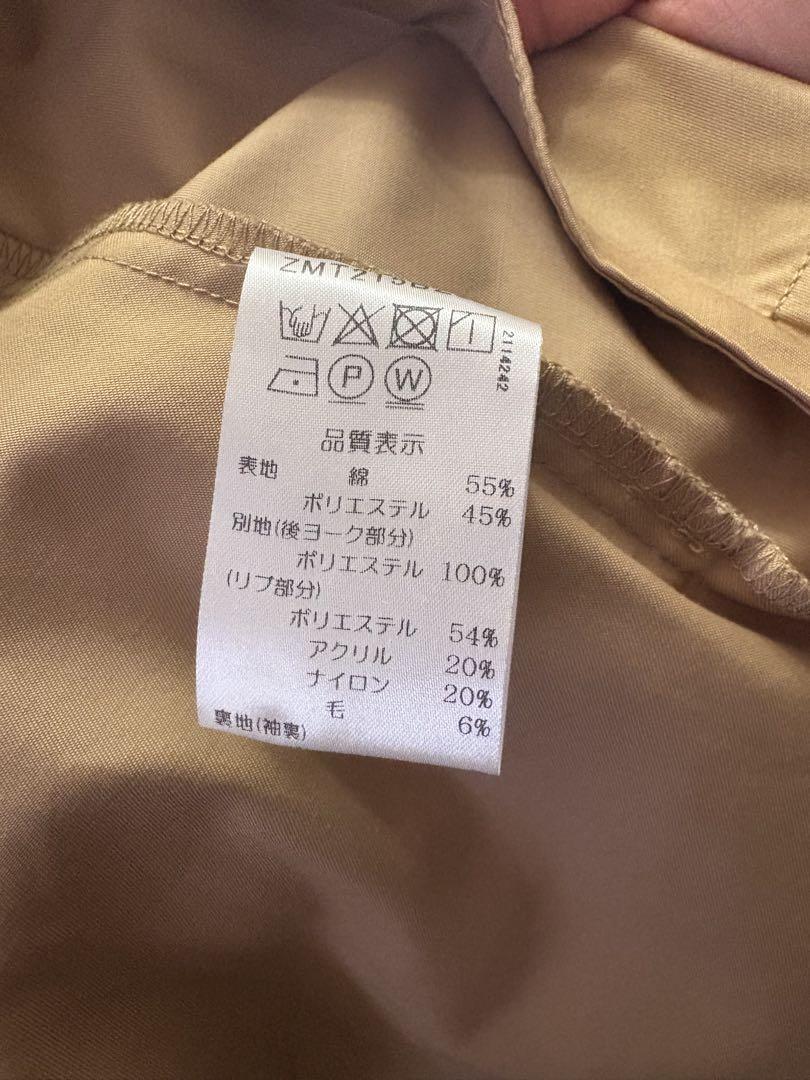 2114242
P W
品質表示
表地 綿 55%
ポリエステル 45%
別地(後ヨーク部分)
ポリエステル 100%
(リブ部分)
ポリエステル 54%
アクリル 20%
ナイロン 20%
毛 6%
裏地(袖裏)